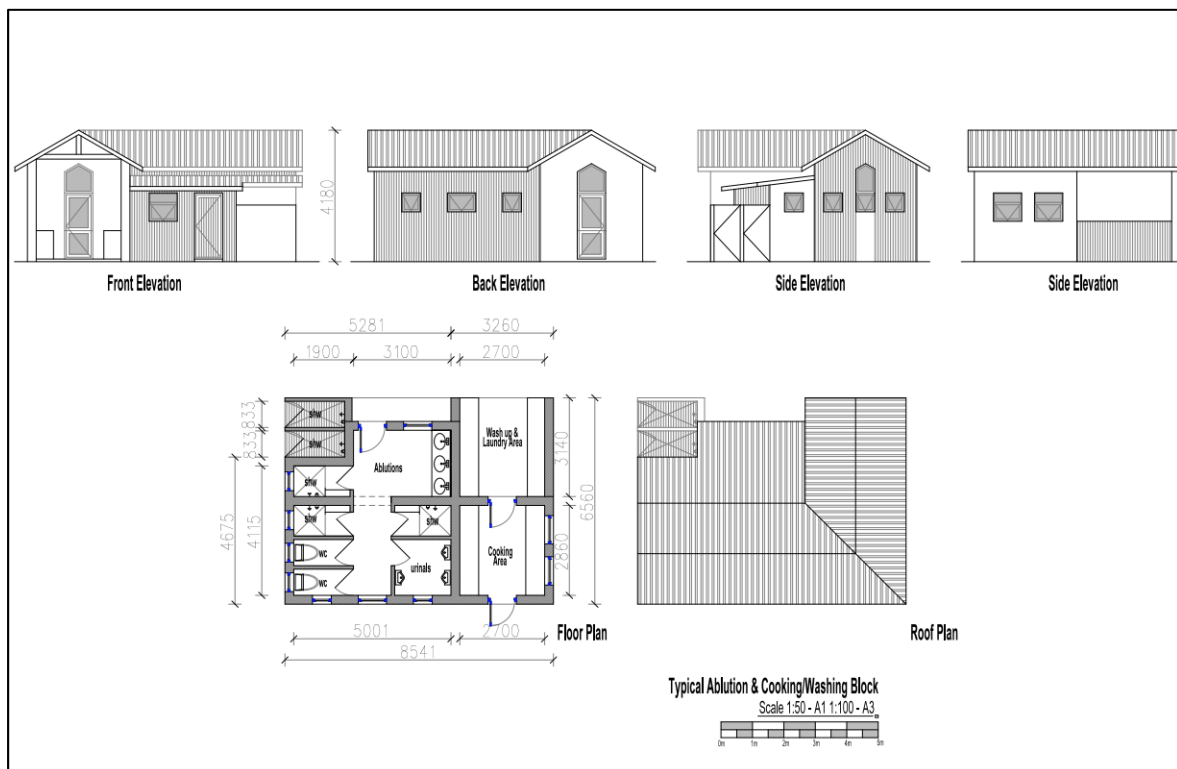 4180
Front Elevation
Back Elevation
Side Elevation
Side Elevation
5281
3260
1900
3100
2700
833
833
4675
4115
shw
shw
shw
shw
shw
Ablutions
Wash up &
Laundry Area
wc
wc
urinals
Cooking
Area
3140
2860
6560
5001
2700
8541
Floor Plan
Roof Plan
Typical Ablution & Cooking/Washing Block
Scale 1:50 - A1 1:100 - A3
0m 1m 2m 3m 4m 5m